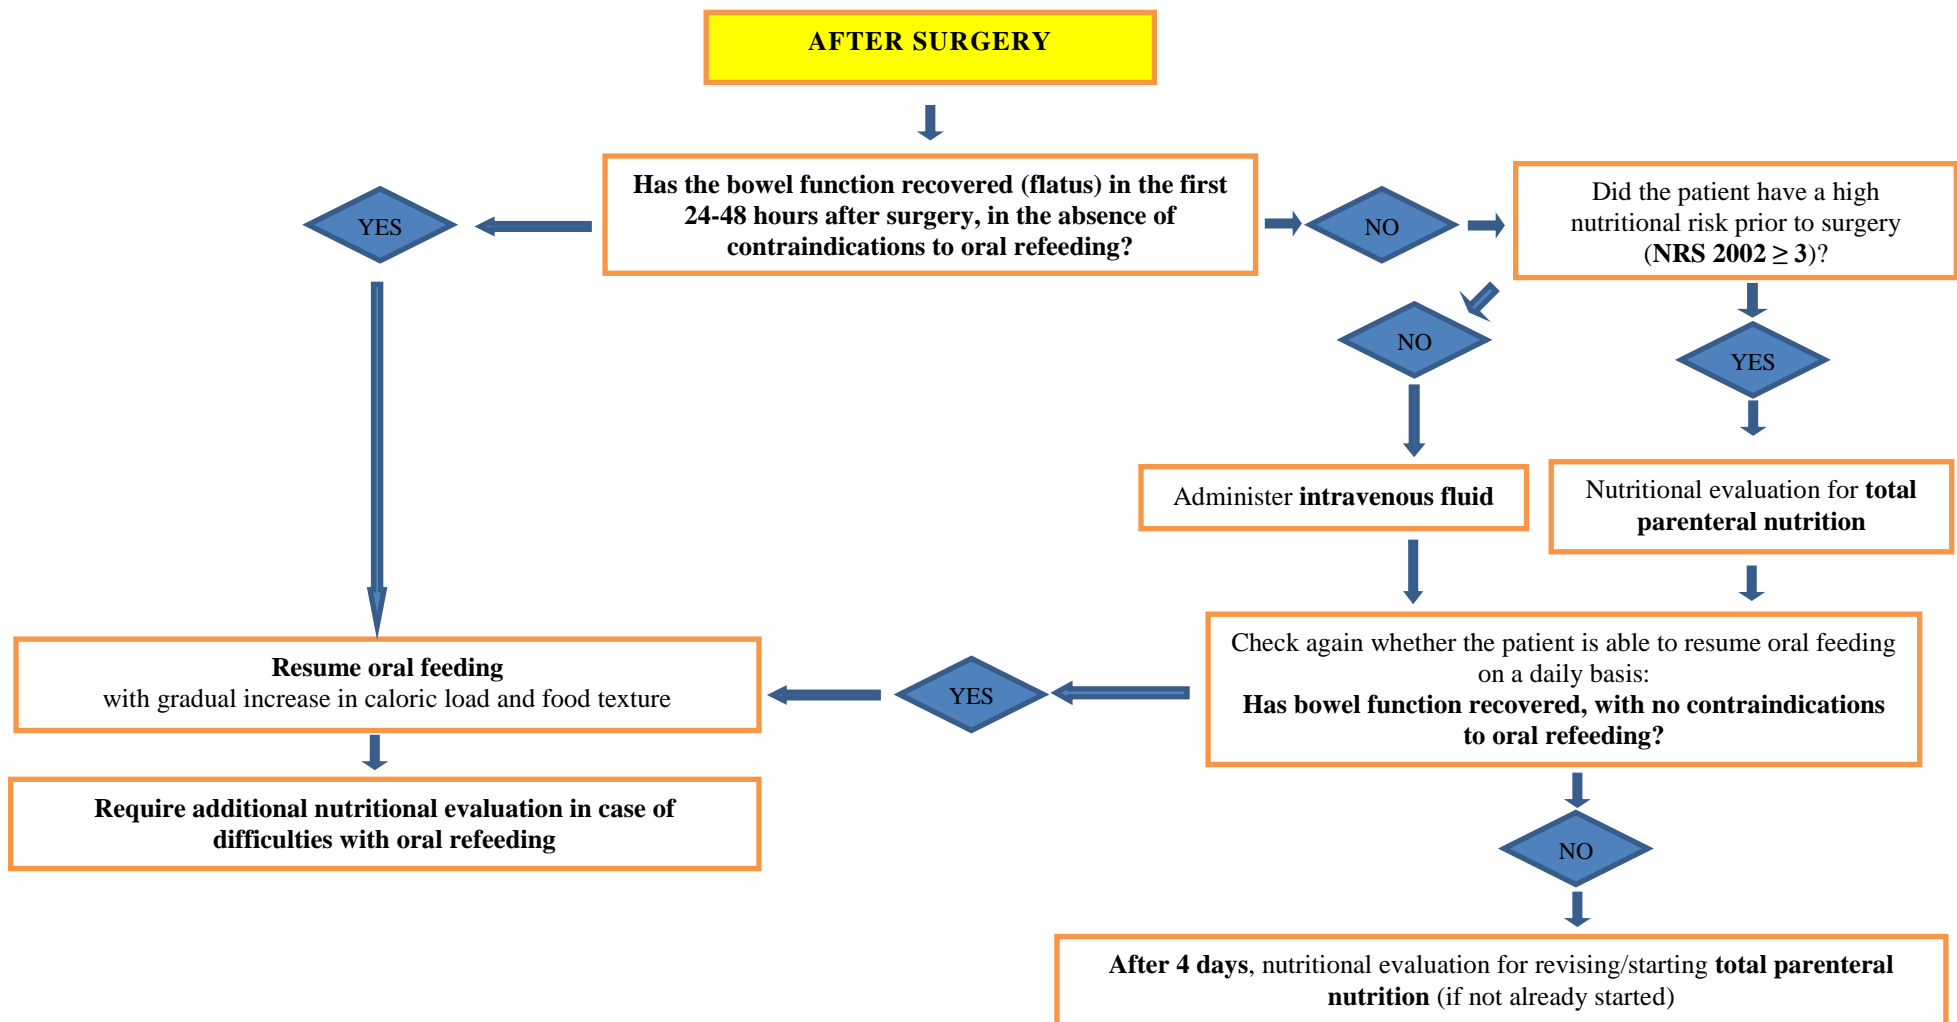 AFTER SURGERY
Has the bowel function recovered (flatus) in the first
24-48 hours after surgery, in the absence of
contraindications to oral refeeding?
YES
NO
Did the patient have a high
nutritional risk prior to surgery
(NRS 2002 ≥ 3)?
NO
YES
Administer intravenous fluid
Nutritional evaluation for total
parenteral nutrition
Check again whether the patient is able to resume oral feeding
on a daily basis:
Has bowel function recovered, with no contraindications
to oral refeeding?
YES
Resume oral feeding
with gradual increase in caloric load and food texture
Require additional nutritional evaluation in case of
difficulties with oral refeeding
NO
After 4 days, nutritional evaluation for revising/starting total parenteral
nutrition (if not already started)